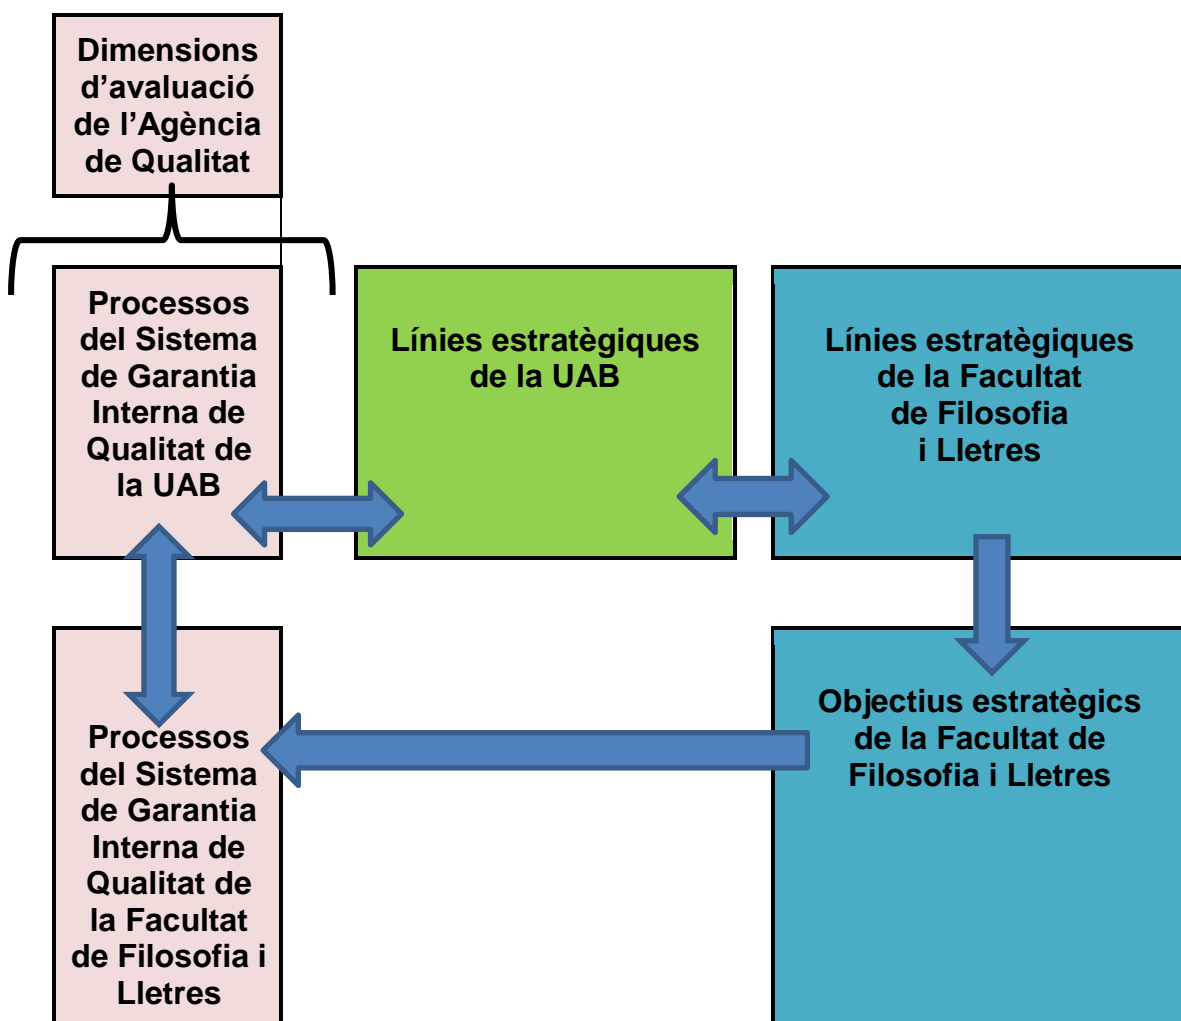 Dimensions
d’avaluació
de l’Agència
de Qualitat
Processos
del Sistema
de Garantia
Interna de
Qualitat de
la UAB
Línies estratègiques
de la UAB
Línies estratègiques
de la Facultat
de Filosofia
i Lletres
Processos
del Sistema
de Garantia
Interna de
Qualitat de
la Facultat
de Filosofia i
Lletres
Objectius estratègics
de la Facultat de
Filosofia i Lletres